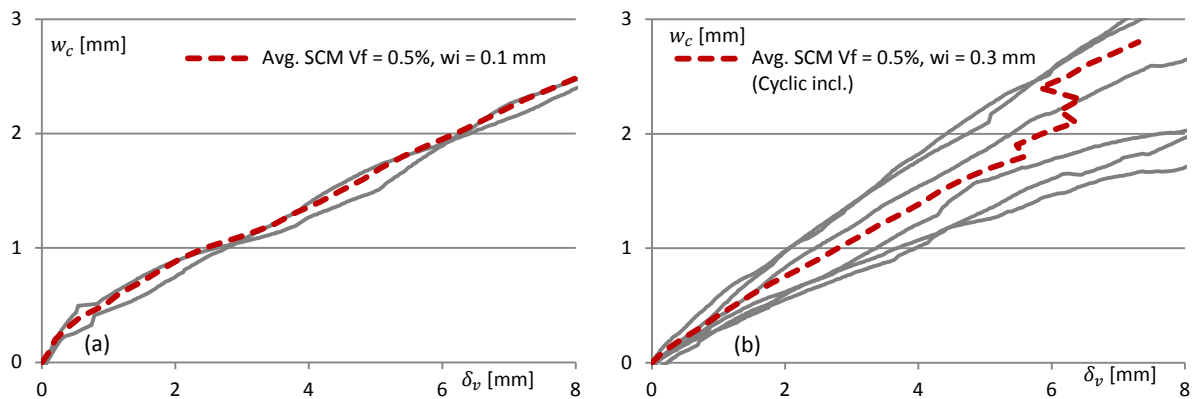 3
2
1
0
w_c [mm]
Avg. SCM Vf = 0.5%, wi = 0.1 mm
(a)
0
2
4
6
8
δ_v [mm]
3
2
1
0
w_c [mm]
Avg. SCM Vf = 0.5%, wi = 0.3 mm
(Cyclic incl.)
(b)
0
2
4
6
8
δ_v [mm]